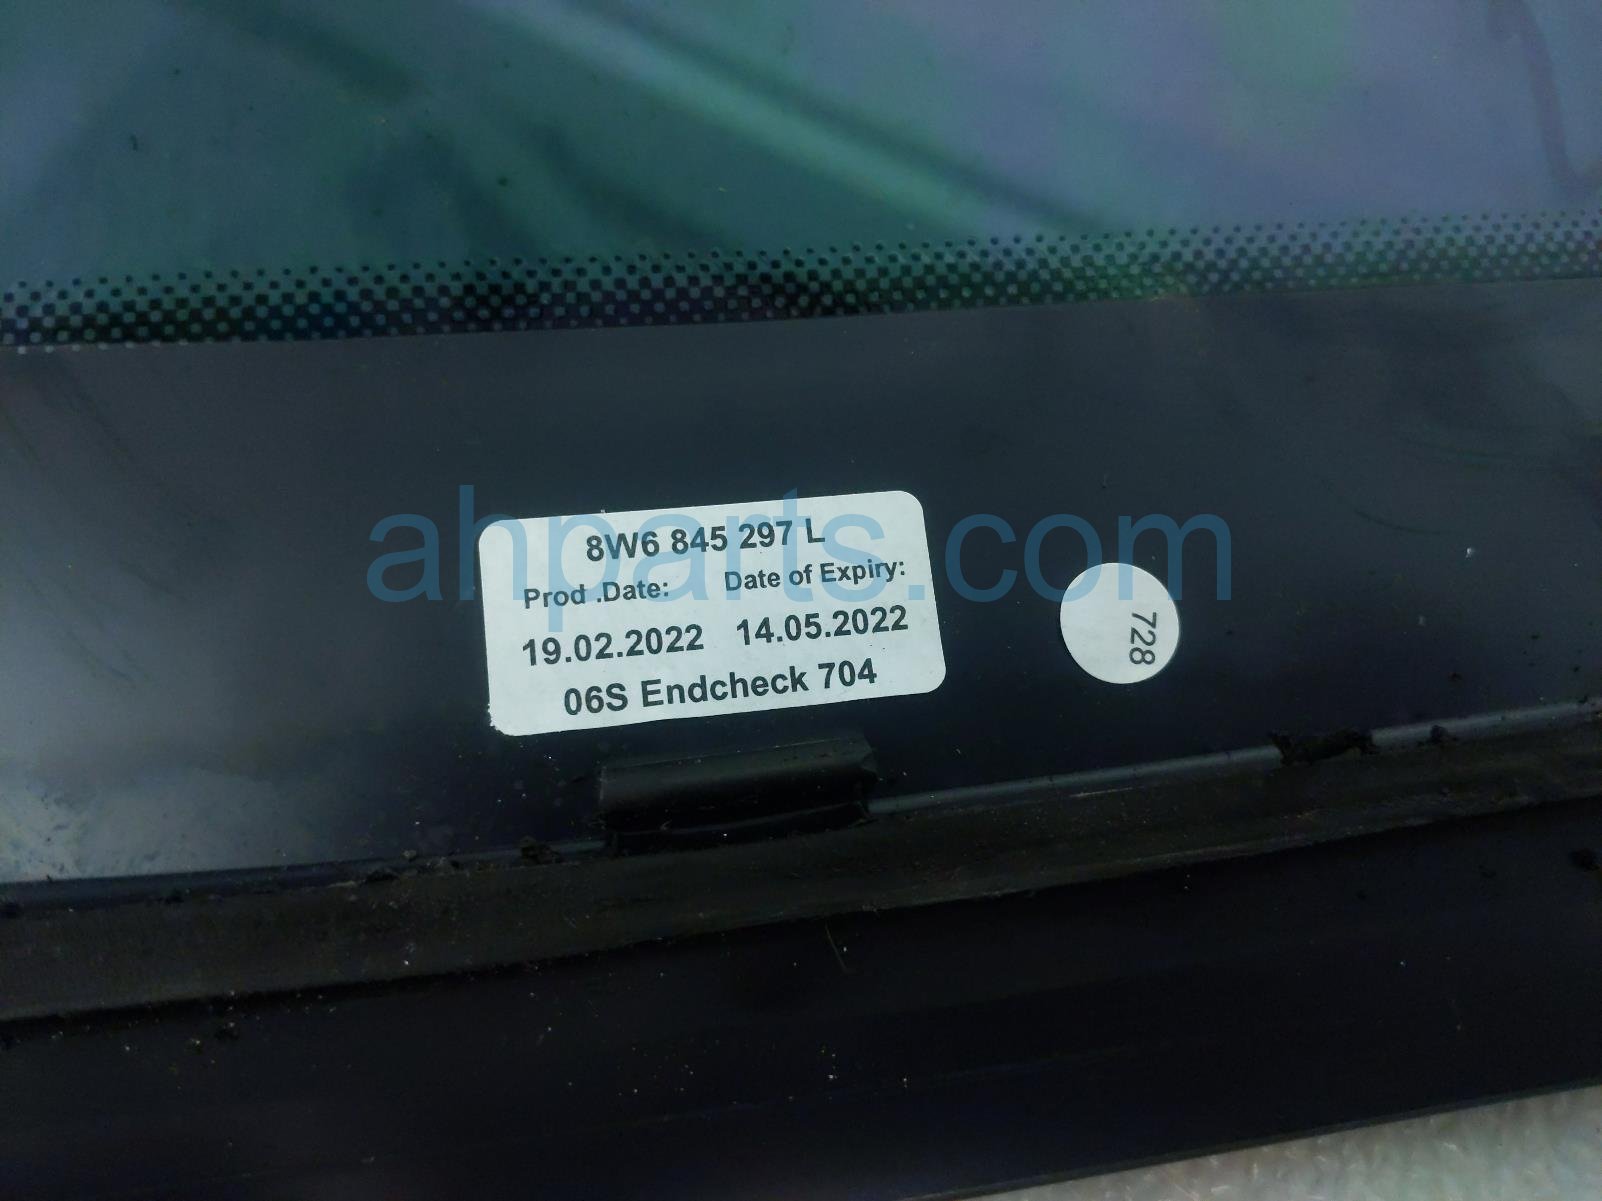 8W6 845 297 L
Prod .Date: Date of Expiry:
19.02.2022 14.05.2022
06S Endcheck 704
728
ahparts.com